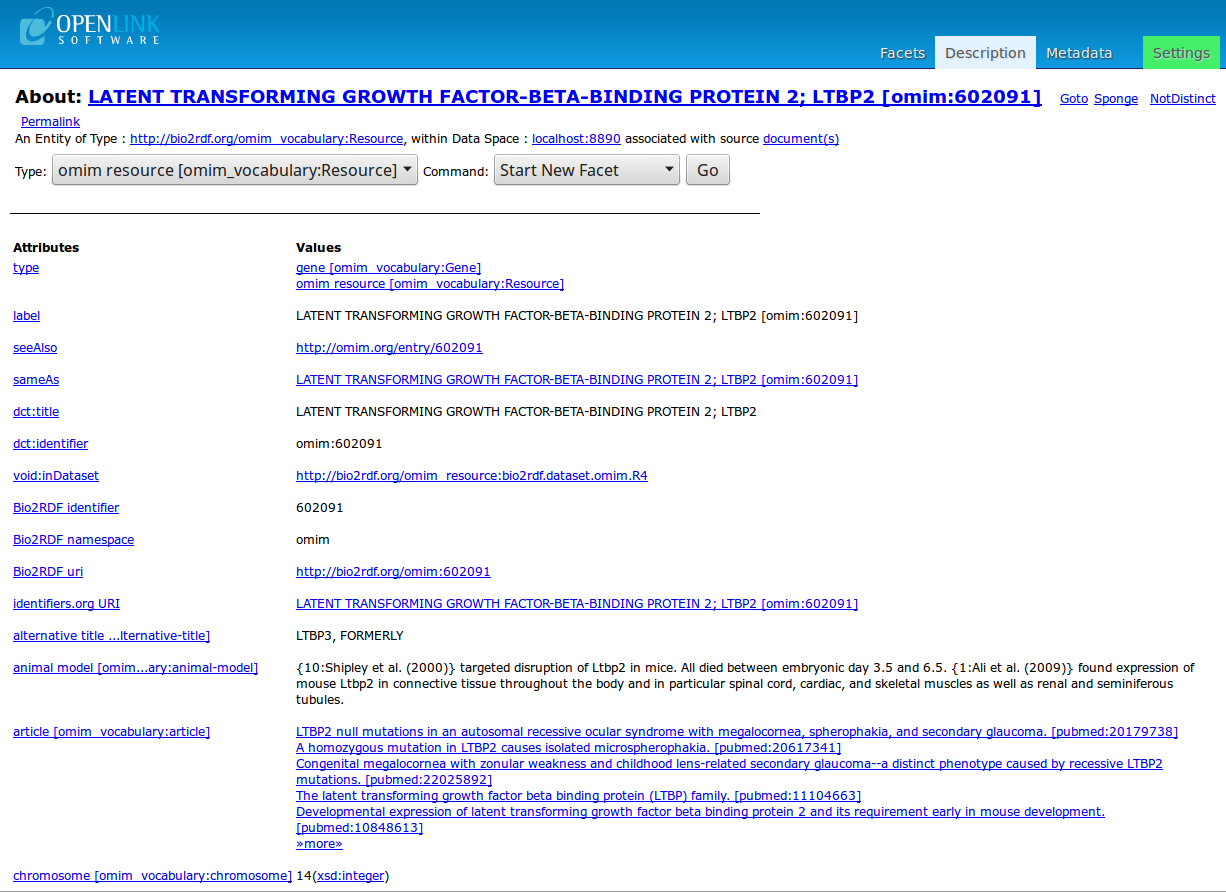 OPENLINK
SOFTWARE
Facets Description Metadata Settings
About: LATENT TRANSFORMING GROWTH FACTOR-BETA-BINDING PROTEIN 2; LTBP2 [omim:602091] Goto Sponge NotDistinct
Permalink
An Entity of Type : http://bio2rdf.org/omim_vocabulary:Resource, within Data Space : localhost:8890 associated with source document(s)
Type: omim resource [omim_vocabulary:Resource] Command: Start New Facet Go
Attributes Values
type gene [omim_vocabulary:Gene]
omim resource [omim_vocabulary:Resource]
label LATENT TRANSFORMING GROWTH FACTOR-BETA-BINDING PROTEIN 2; LTBP2 [omim:602091]
seeAlso http://omim.org/entry/602091
sameAs LATENT TRANSFORMING GROWTH FACTOR-BETA-BINDING PROTEIN 2; LTBP2 [omim:602091]
dct:title LATENT TRANSFORMING GROWTH FACTOR-BETA-BINDING PROTEIN 2; LTBP2
dct:identifier omim:602091
void:inDataset http://bio2rdf.org/omim_resource:bio2rdf.dataset.omim.R4
Bio2RDF identifier 602091
Bio2RDF namespace omim
Bio2RDF uri http://bio2rdf.org/omim:602091
identifiers.org URI LATENT TRANSFORMING GROWTH FACTOR-BETA-BINDING PROTEIN 2; LTBP2 [omim:602091]
alternative title ...lternative-title] LTBP3, FORMERLY
animal model [omim...ary:animal-model] {10:Shipley et al. (2000)} targeted disruption of Ltbp2 in mice. All died between embryonic day 3.5 and 6.5. {1:Ali et al. (2009)} found expression of
mouse Ltbp2 in connective tissue throughout the body and in particular spinal cord, cardiac, and skeletal muscles as well as renal and seminiferous
tubules.
article [omim_vocabulary:article] LTBP2 null mutations in an autosomal recessive ocular syndrome with megalocornea, spherophakia, and secondary glaucoma. [pubmed:20179738]
A homozygous mutation in LTBP2 causes isolated microspherophakia. [pubmed:20617341]
Congenital megalocornea with zonular weakness and childhood lens-related secondary glaucoma--a distinct phenotype caused by recessive LTBP2
mutations. [pubmed:22025892]
The latent transforming growth factor beta binding protein (LTBP) family. [pubmed:11104663]
Developmental expression of latent transforming growth factor beta binding protein 2 and its requirement early in mouse development.
[pubmed:10848613]
»more»
chromosome [omim_vocabulary:chromosome] 14(xsd:integer)